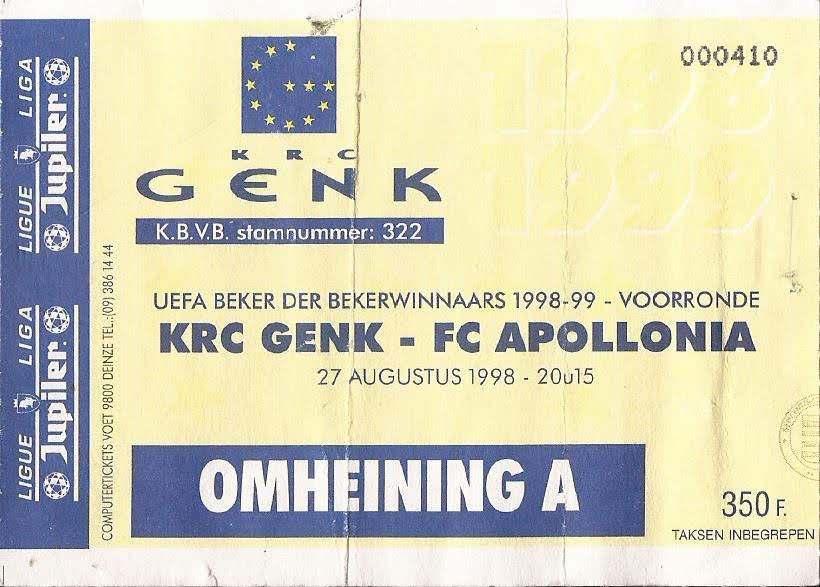 LIGUE LIGA
Jupiler
LIGUE LIGA
Jupiler
COMPUTERTICKETS VOET 9800 DEINZE TEL.:(09) 386 14 44
000410
1998
1999
K R C
GENK
K.B.V.B. stamnummer: 322
UEFA BEKER DER BEKERWINNAARS 1998-99 - VOORRONDE
KRC GENK - FC APOLLONIA
27 AUGUSTUS 1998 - 20u15
OMHEINING A
350 F.
TAKSEN INBEGREPEN